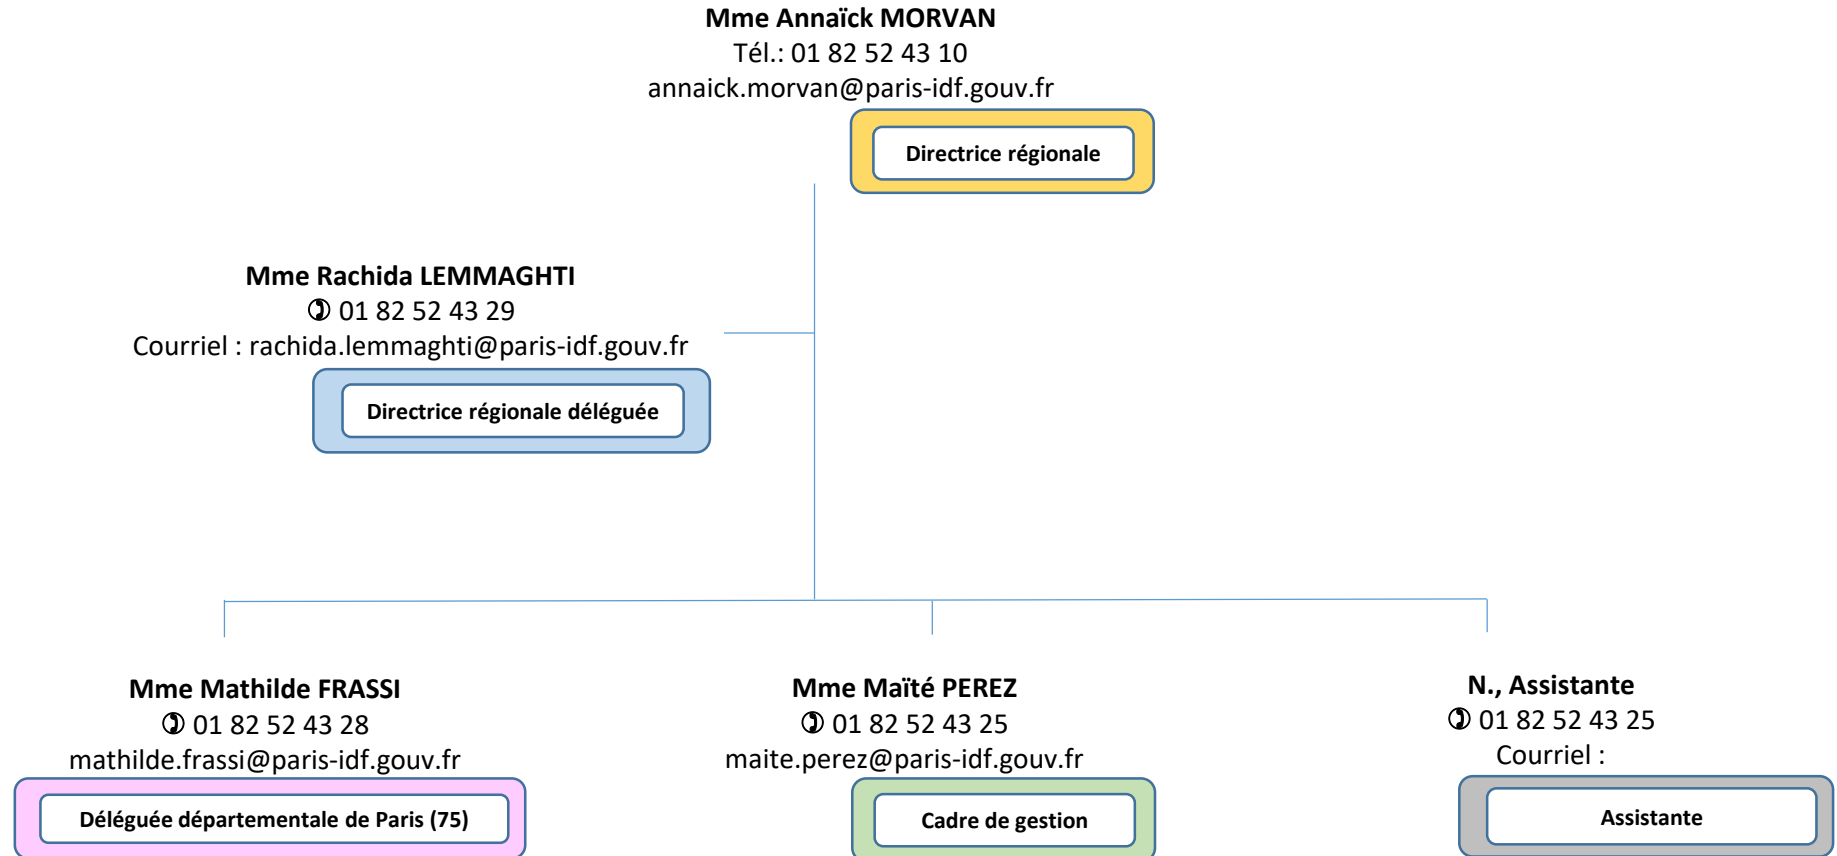 Mme Annaïck MORVAN
Tél.: 01 82 52 43 10
annaick.morvan@paris-idf.gouv.fr
Directrice régionale
Mme Rachida LEMMAGHTI
✆ 01 82 52 43 29
Courriel : rachida.lemmaghti@paris-idf.gouv.fr
Directrice régionale déléguée
Mme Mathilde FRASSI
✆ 01 82 52 43 28
mathilde.frassi@paris-idf.gouv.fr
Déléguée départementale de Paris (75)
Mme Maïté PEREZ
✆ 01 82 52 43 25
maite.perez@paris-idf.gouv.fr
Cadre de gestion
N., Assistante
✆ 01 82 52 43 25
Courriel :
Assistante